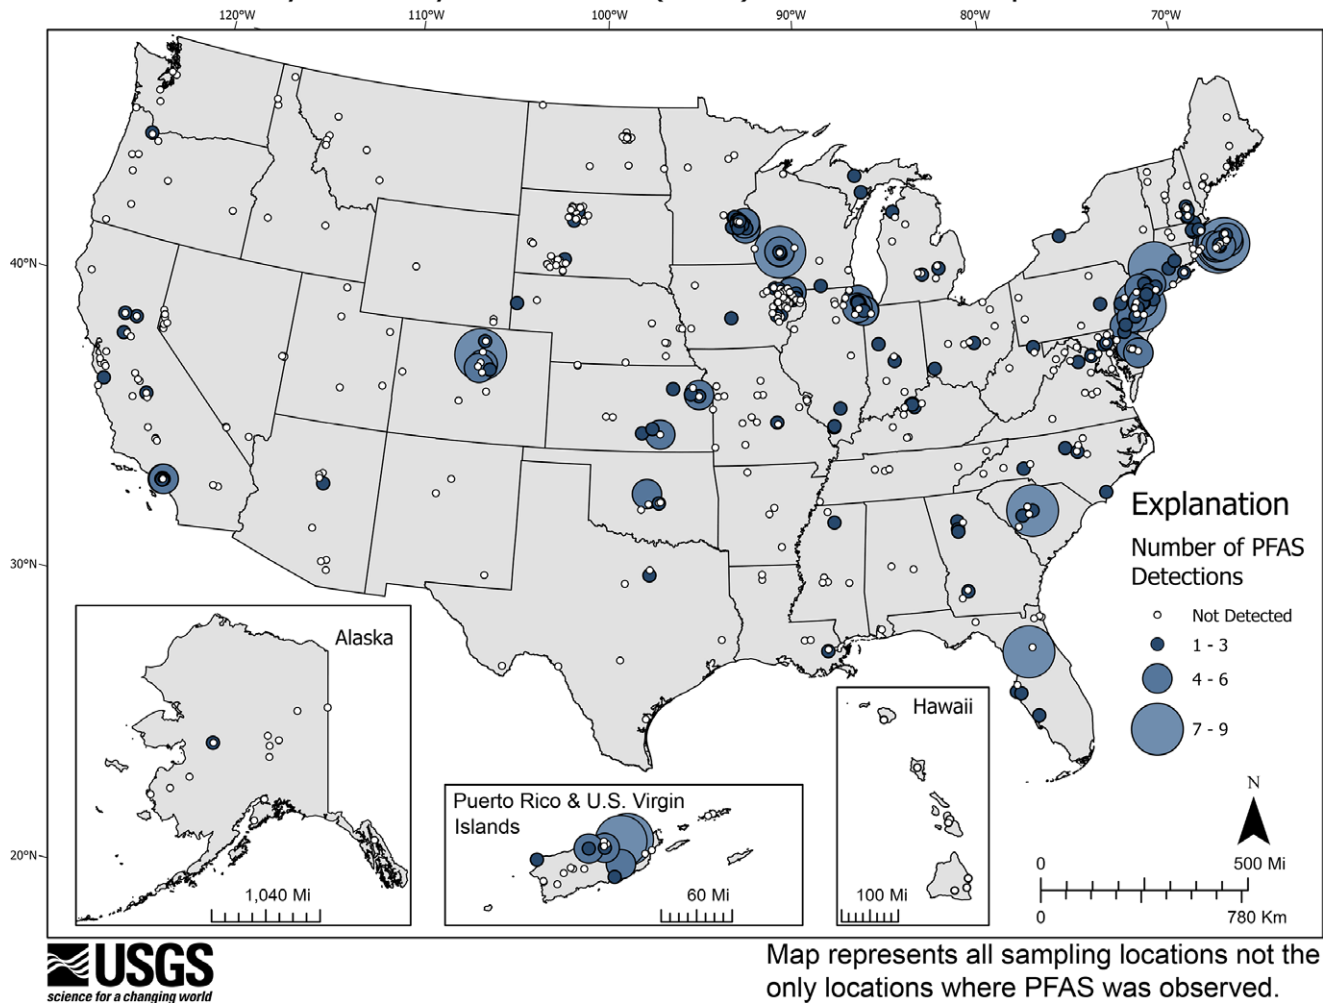 120°W 110°W 100°W 90°W 80°W 70°W
40°N
30°N
20°N
Explanation
Number of PFAS
Detections
Not Detected
1 - 3
4 - 6
7 - 9
Alaska
1,040 Mi
Puerto Rico & U.S. Virgin
Islands
60 Mi
Hawaii
100 Mi
N
0 500 Mi
0 780 Km
USGS
science for a changing world
Map represents all sampling locations not the
only locations where PFAS was observed.